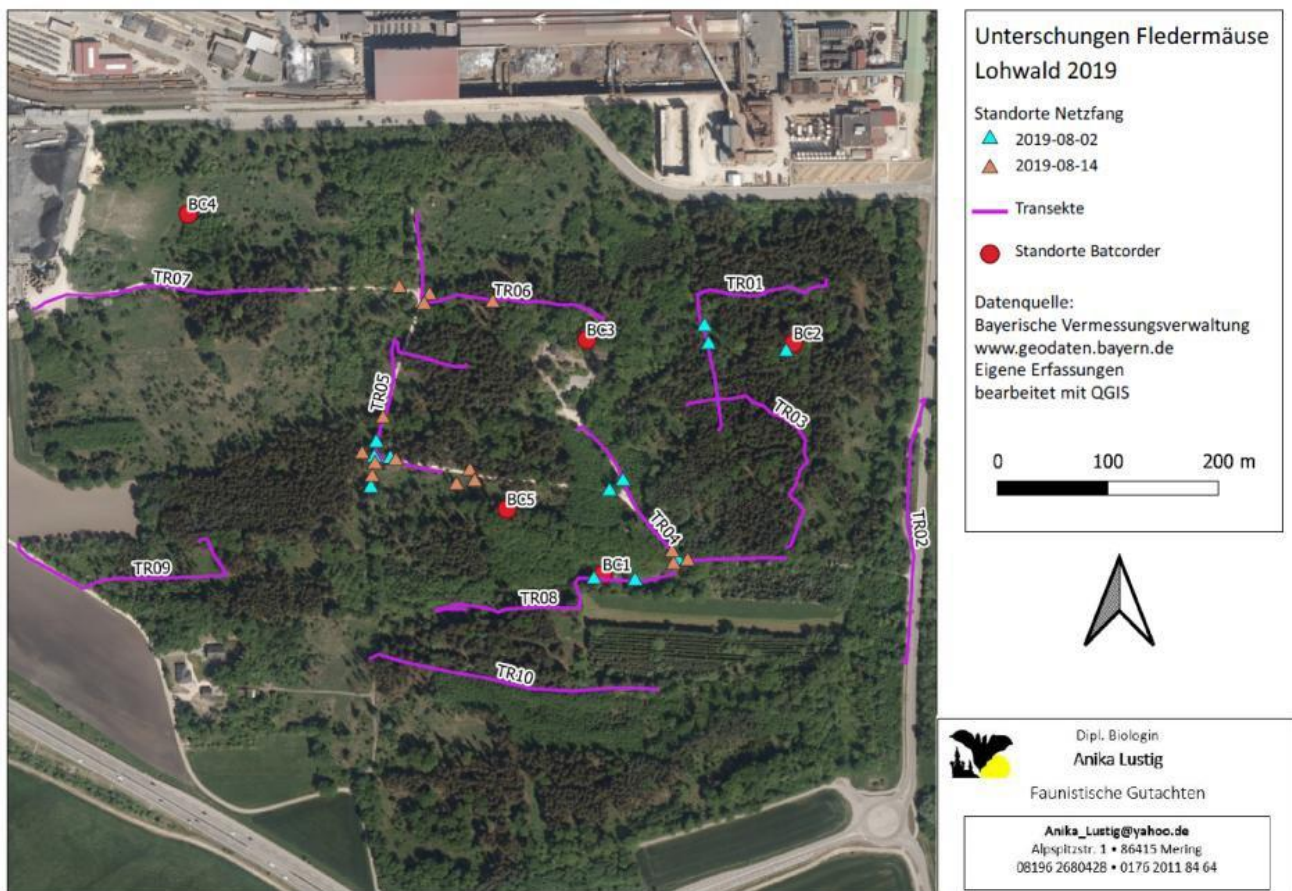 Unterschungen Fledermäuse
Lohwald 2019
Standorte Netzfang
2019-08-02
2019-08-14
Transekte
Standorte Batcorder
Datenquelle:
Bayerische Vermessungsverwaltung
www.geodaten.bayern.de
Eigene Erfassungen
bearbeitet mit QGIS
0 100 200 m
BC4
TR07
TR06
TR01
BC3
BC2
TR05
TR03
BC5
TR04
TR02
BC1
TR09
TR08
TR10
Dipl. Biologin
Anika Lustig
Faunistische Gutachten
Anika_Lustig@yahoo.de
Alpspitzstr. 1 • 86415 Mering
08196 2680428 • 0176 2011 84 64